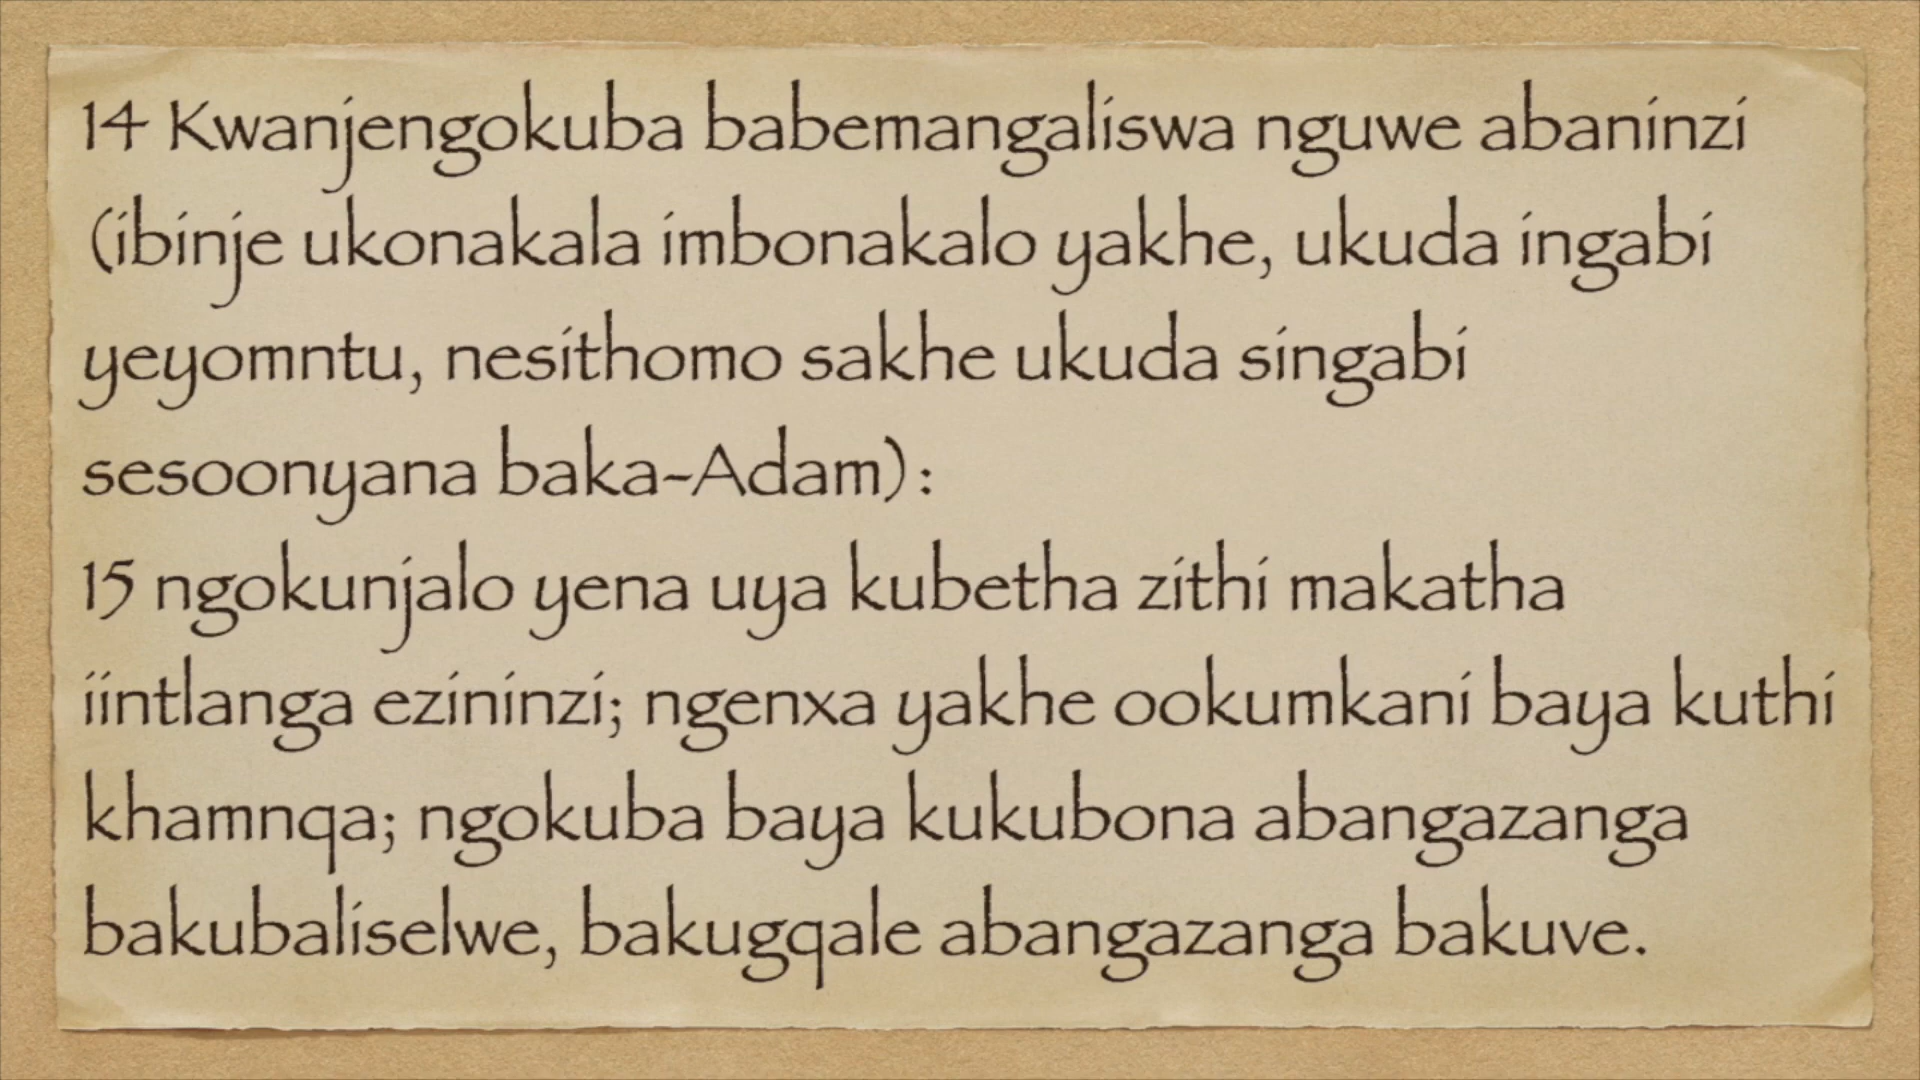 14 Kwanjengokuba babemangaliswa nguwe abaninzi
(ibinje ukonakala imbonakalo yakhe, ukuda ingabi
yeyomntu, nesithomo sakhe ukuda singabi
sesoonyana baka-Adam):
15 ngokunjalo yena uya kubetha zithi makatha
iintlanga ezininzi; ngenxa yakhe ookumkani baya kuthi
khamnqa; ngokuba baya kukubona abangazanga
bakubaliselwe, bakugqale abangazanga bakuve.